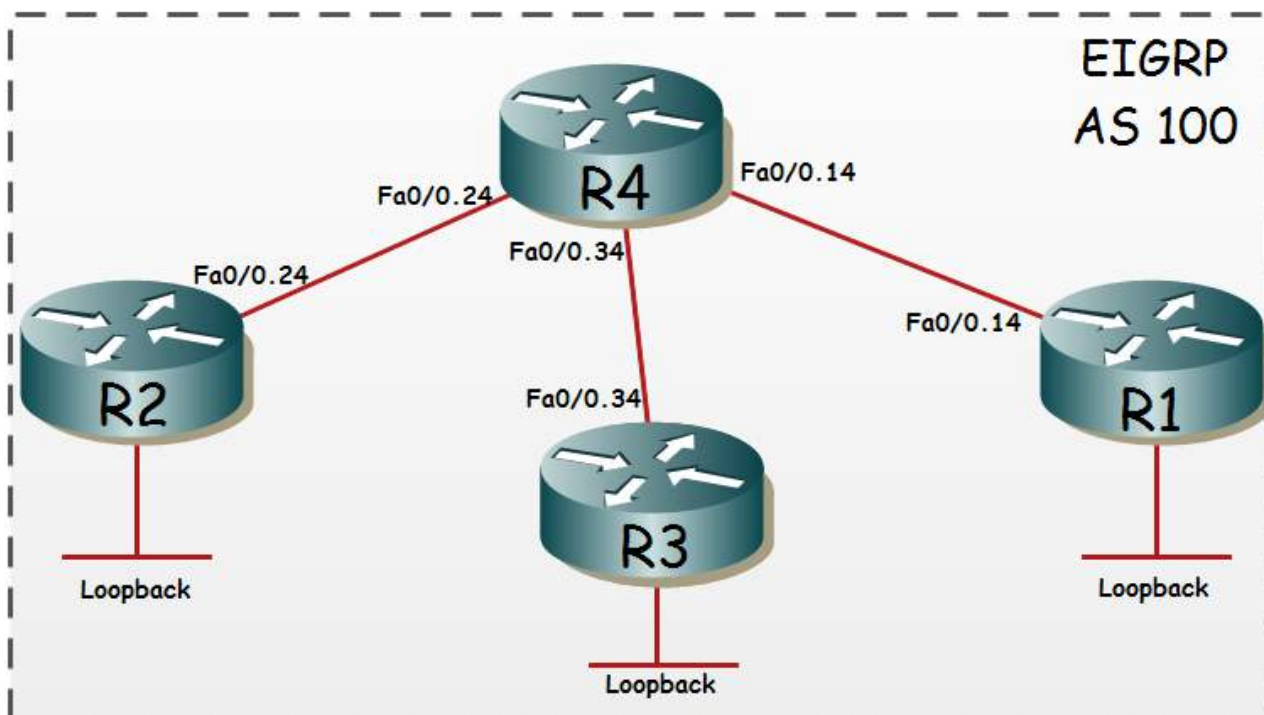 EIGRP
AS 100
R4
Fa0/0.24
Fa0/0.14
Fa0/0.34
Fa0/0.24
Fa0/0.14
R2
R1
Fa0/0.34
R3
Loopback
Loopback
Loopback